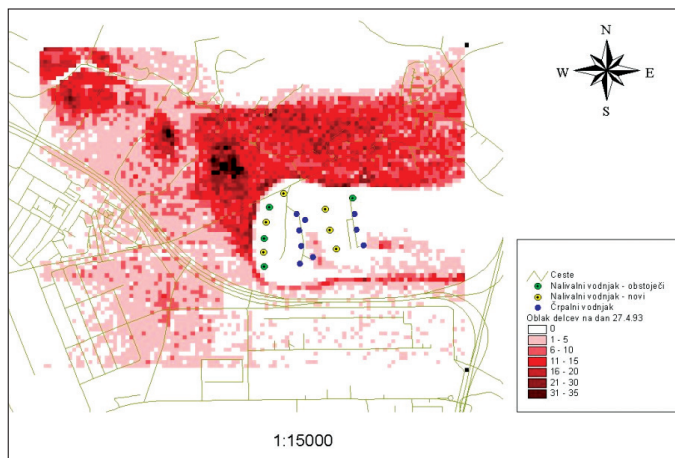 N
W E
S
Ceste
Nalivalni vodnjak - obstoječi
Nalivalni vodnjak - novi
Črpalni vodnjak
Oblak delcev na dan 27.4.93
0
1 - 5
6 - 10
11 - 15
16 - 20
21 - 30
31 - 35
1:15000